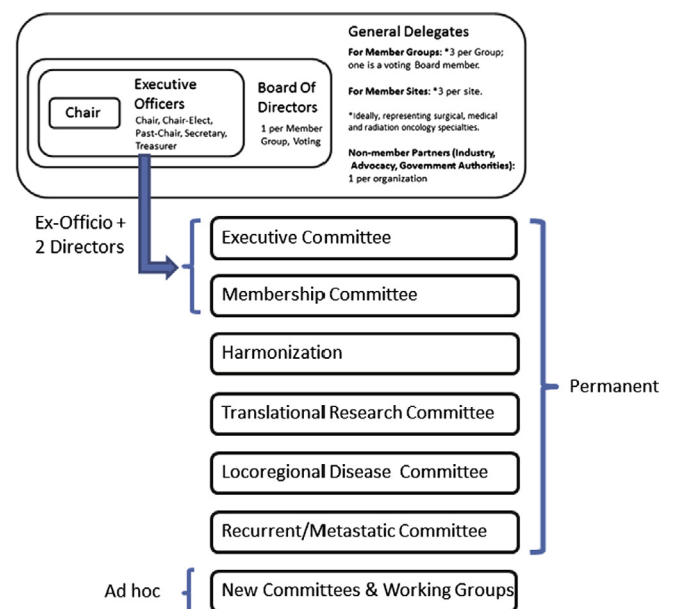 General Delegates
For Member Groups: *3 per Group;
one is a voting Board member.
For Member Sites: *3 per site.
*Ideally, representing surgical, medical
and radiation oncology specialties.
Non-member Partners (Industry,
Advocacy, Government Authorities):
1 per organization
Board Of
Directors
1 per Member
Group, Voting
Executive
Officers
Chair, Chair-Elect,
Past-Chair, Secretary,
Treasurer
Chair
Ex-Officio +
2 Directors
Executive Committee
Membership Committee
Harmonization
Translational Research Committee
Locoregional Disease Committee
Recurrent/Metastatic Committee
Permanent
Ad hoc
New Committees & Working Groups